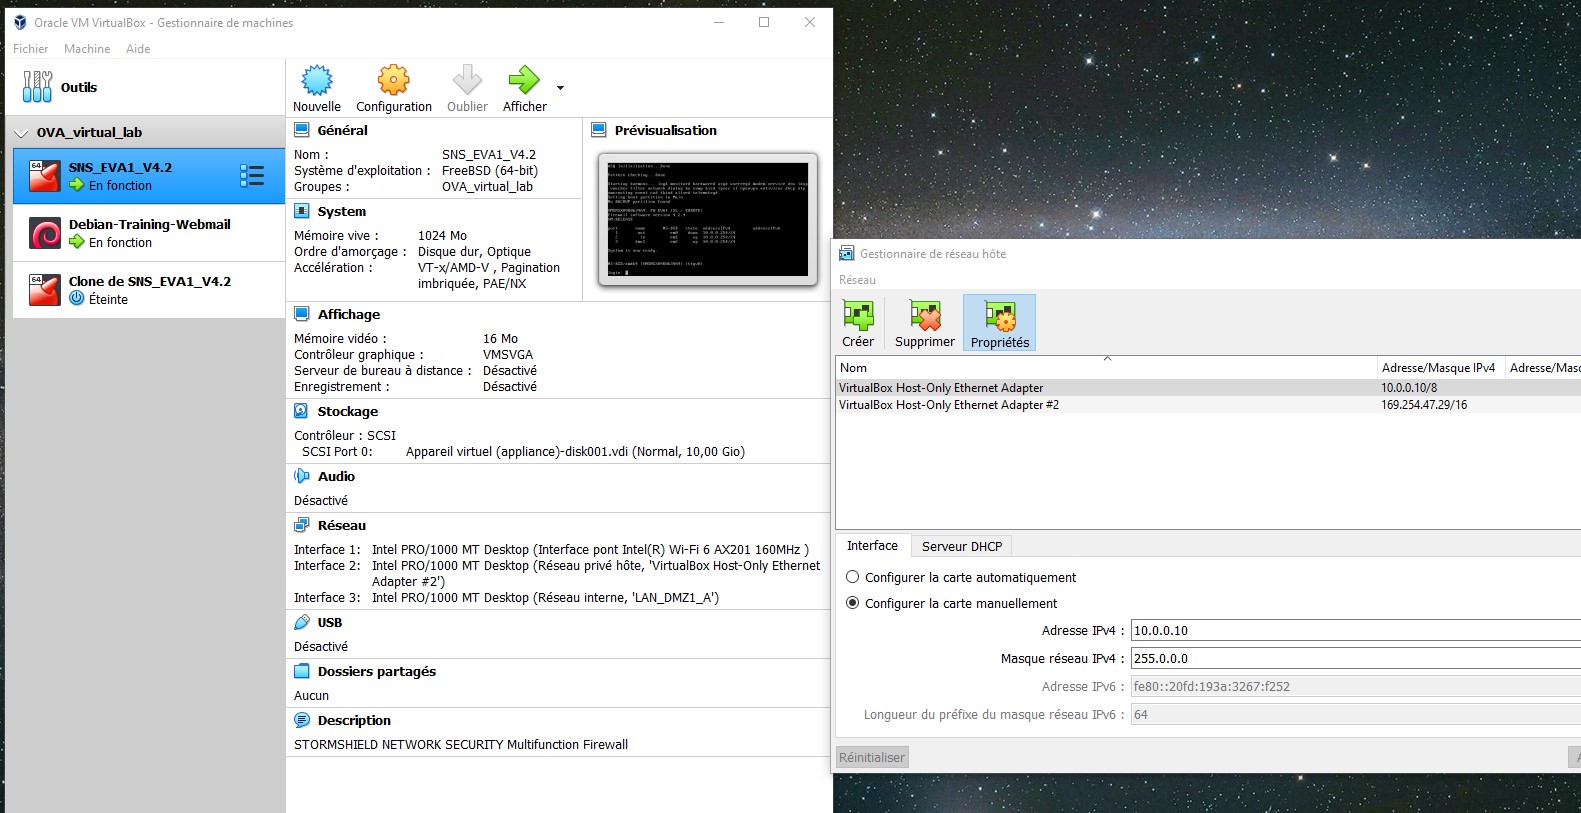 Oracle VM VirtualBox - Gestionnaire de machines
Fichier Machine Aide
Outils
OVA_virtual_lab
64
SNS_EVA1_V4.2
En fonction
Debian-Training-Webmail
En fonction
64
Clone de SNS_EVA1_V4.2
Éteinte
Nouvelle Configuration Oublier Afficher
Général
Nom : SNS_EVA1_V4.2
Système d'exploitation : FreeBSD (64-bit)
Groupes : OVA_virtual_lab
System
Mémoire vive : 1024 Mo
Ordre d'amorçage : Disque dur, Optique
Accélération : VT-x/AMD-V , Pagination
imbriquée, PAE/NX
Prévisualisation
Pattern checking...Done
System is now ready.
login:
Affichage
Mémoire vidéo : 16 Mo
Contrôleur graphique : VMSVGA
Serveur de bureau à distance : Désactivé
Enregistrement : Désactivé
Stockage
Contrôleur : SCSI
SCSI Port 0: Appareil virtuel (appliance)-disk001.vdi (Normal, 10,00 Gio)
Audio
Désactivé
Réseau
Interface 1: Intel PRO/1000 MT Desktop (Interface pont Intel(R) Wi-Fi 6 AX201 160MHz )
Interface 2: Intel PRO/1000 MT Desktop (Réseau privé hôte, 'VirtualBox Host-Only Ethernet
Adapter #2')
Interface 3: Intel PRO/1000 MT Desktop (Réseau interne, 'LAN_DMZ1_A')
USB
Désactivé
Dossiers partagés
Aucun
Description
STORMSHIELD NETWORK SECURITY Multifunction Firewall
Gestionnaire de réseau hôte
Réseau
Créer Supprimer Propriétés
Nom Adresse/Masque IPv4 Adresse/Masq
VirtualBox Host-Only Ethernet Adapter 10.0.0.10/8
VirtualBox Host-Only Ethernet Adapter #2 169.254.47.29/16
Interface Serveur DHCP
Configurer la carte automatiquement
Configurer la carte manuellement
Adresse IPv4 : 10.0.0.10
Masque réseau IPv4 : 255.0.0.0
Adresse IPv6 : fe80::20fd:193a:3267:f252
Longueur du préfixe du masque réseau IPv6 : 64
Réinitialiser